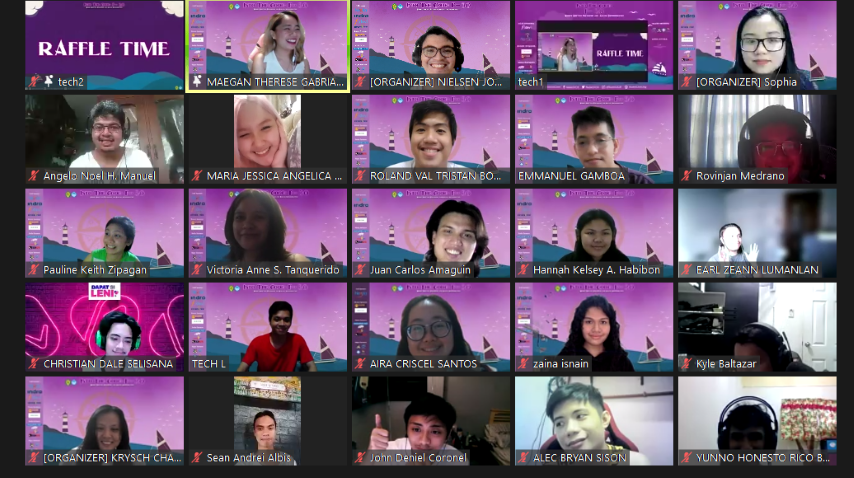 RAFFLE TIME
tech2
MAEGAN THERESE GABRIA...
[ORGANIZER] NIELSEN JO...
RAFFLE TIME
tech1
[ORGANIZER] Sophia
Angelo Noel H. Manuel
MARIA JESSICA ANGELICA ...
ROLAND VAL TRISTAN BO...
EMMANUEL GAMBOA
Rovinjan Medrano
Pauline Keith Zipagan
Victoria Anne S. Tanquerido
Juan Carlos Amaguin
Hannah Kelsey A. Habibon
EARL ZEANN LUMANLAN
DAPAT SI
LENI
CHRISTIAN DALE SELISANA
TECH L
AIRA CRISCEL SANTOS
zaina isnain
Kyle Baltazar
[ORGANIZER] KRYSCH CHA...
Sean Andrei Albis
John Deniel Coronel
ALEC BRYAN SISON
YUNNO HONESTO RICO B...